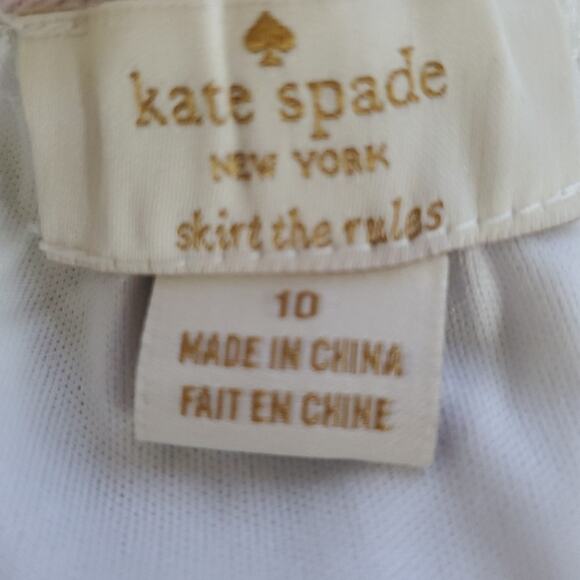 kate spade
NEW YORK
skirt the rules
10
MADE IN CHINA
FAIT EN CHINE